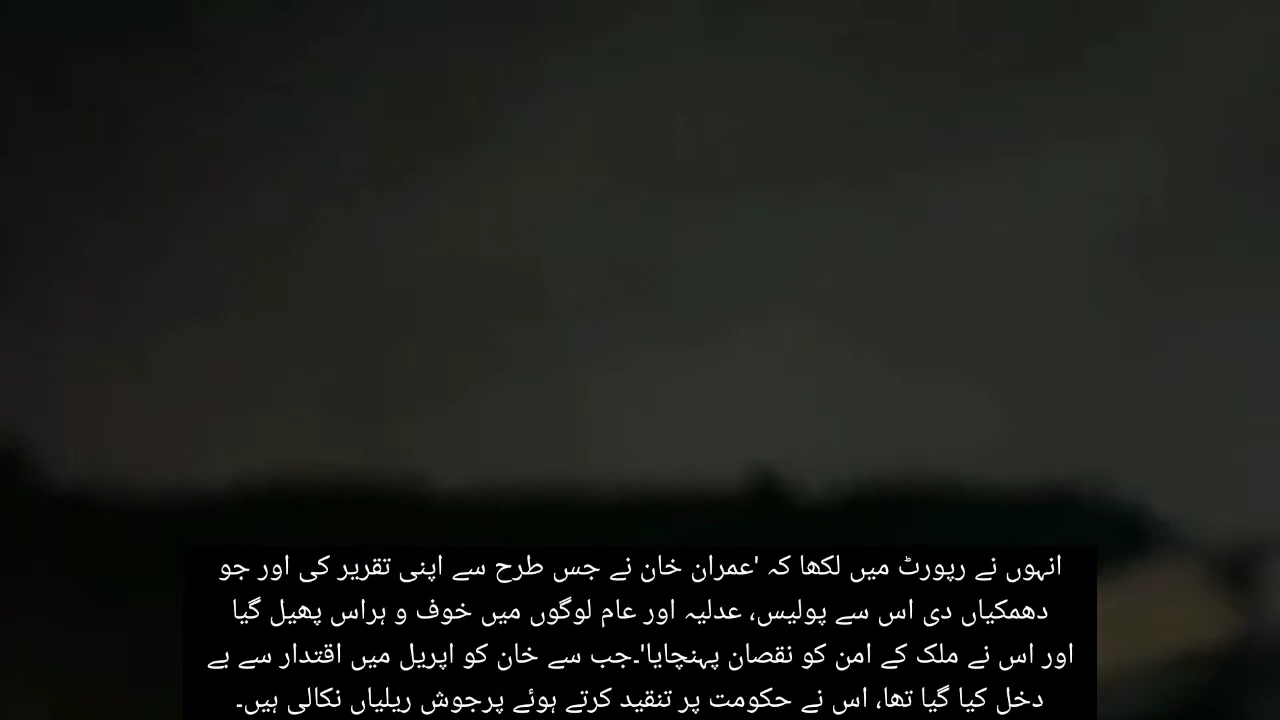 انہوں نے رپورٹ میں لکھا کہ 'عمران خان نے جس طرح سے اپنی تقریر کی اور جو
دھمکیاں دی اس سے پولیس، عدلیہ اور عام لوگوں میں خوف و ہراس پھیل گیا
اور اس نے ملک کے امن کو نقصان پہنچایا'۔جب سے خان کو اپریل میں اقتدار سے بے
دخل کیا گیا تھا، اس نے حکومت پر تنقید کرتے ہوئے پرجوش ریلیاں نکالی ہیں۔